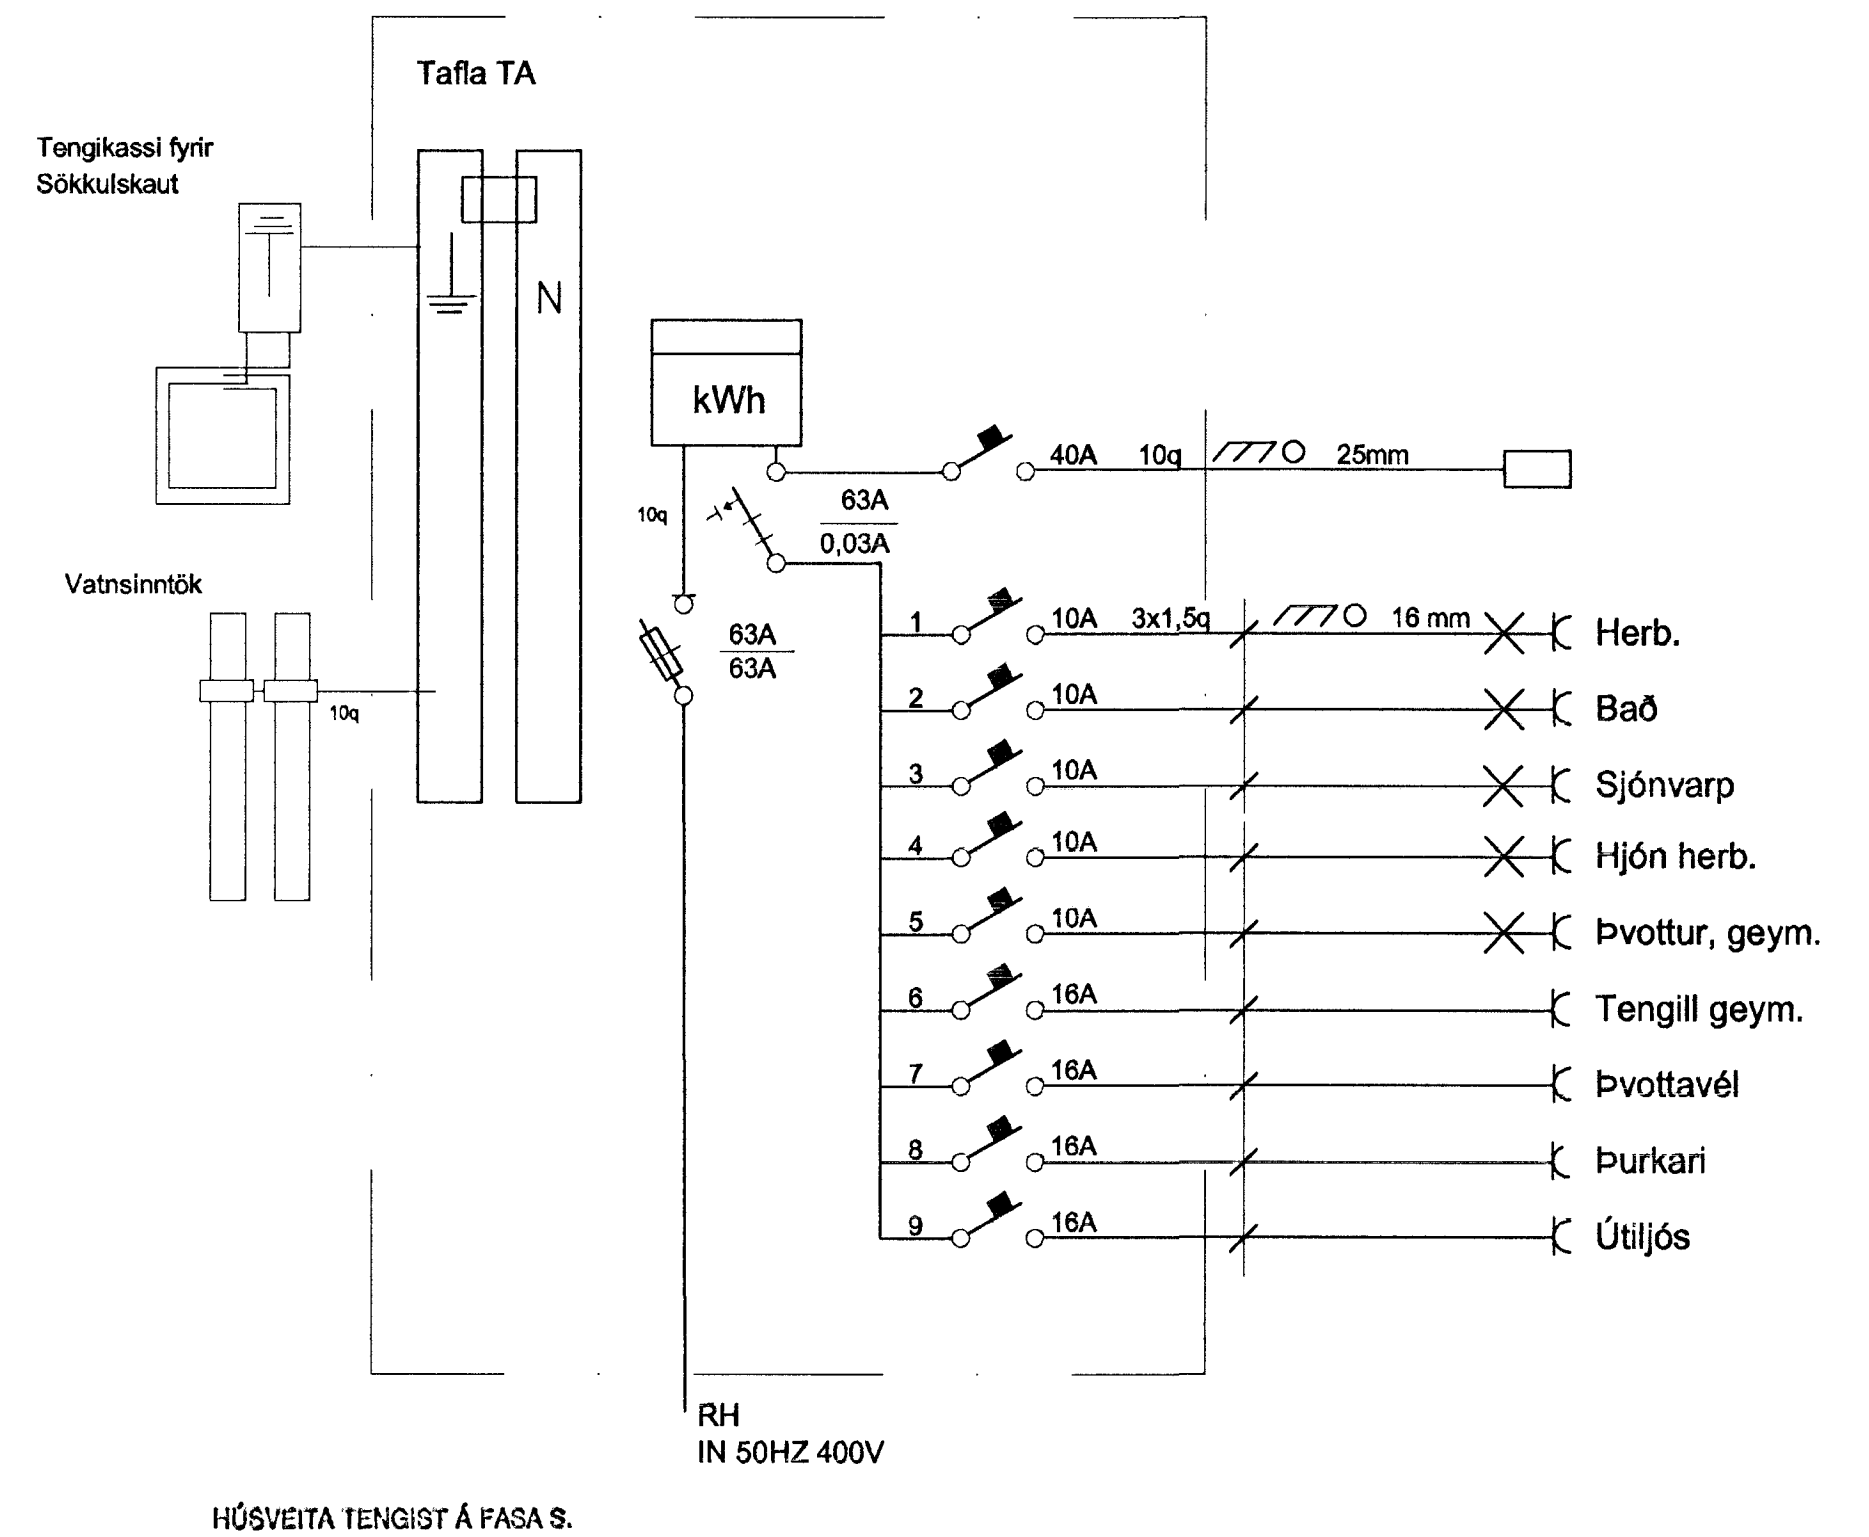 Tafla TA
Tengikassi fyrir
Sökkulskaut
N
kWh
40A 10q 25mm
10q
63A
0,03A
Vatnsinntök
10q
63A
63A
1 10A 3x1,5q 16 mm Herb.
2 10A Bað
3 10A Sjónvarp
4 10A Hjón herb.
5 10A Þvottur, geym.
6 16A Tengill geym.
7 16A Þvottavél
8 16A Þurkari
9 16A Útiljós
RH
IN 50HZ 400V
HÚSVEITA TENGIST Á FASA S.